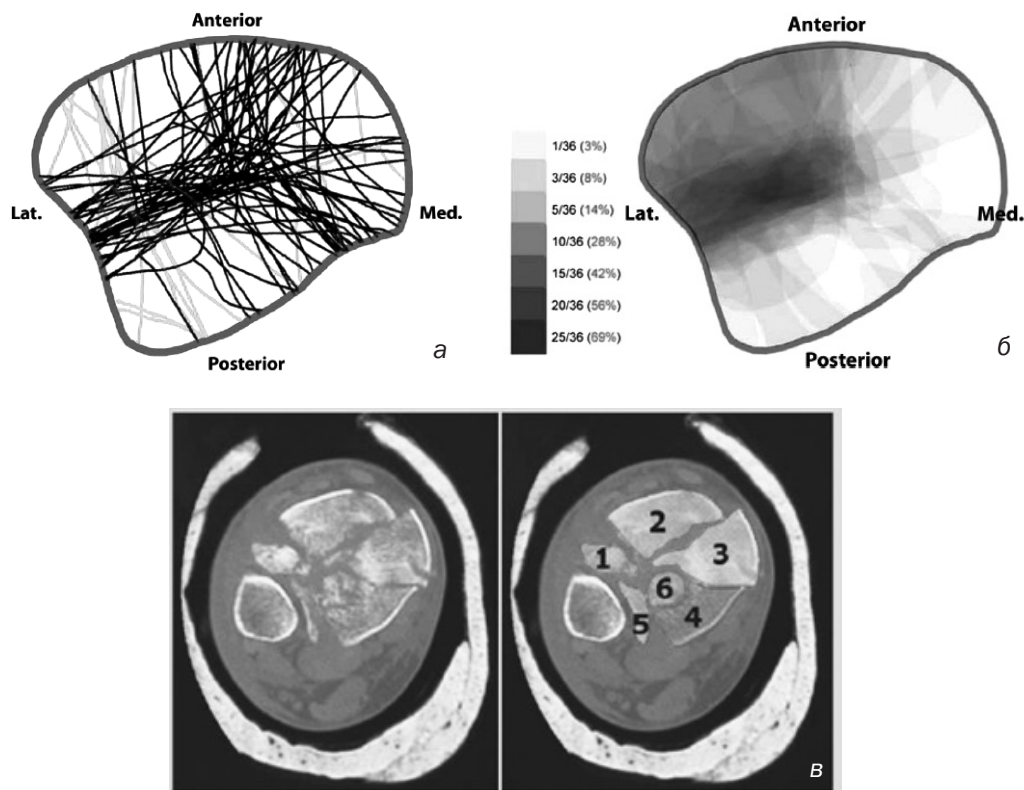 Anterior
Lat.
Med.
Posterior
а
Anterior
1/36 (3%)
3/36 (8%)
5/36 (14%)
10/36 (28%)
15/36 (42%)
20/36 (56%)
25/36 (69%)
Lat.
Med.
Posterior
б
1
2
3
4
5
6
в